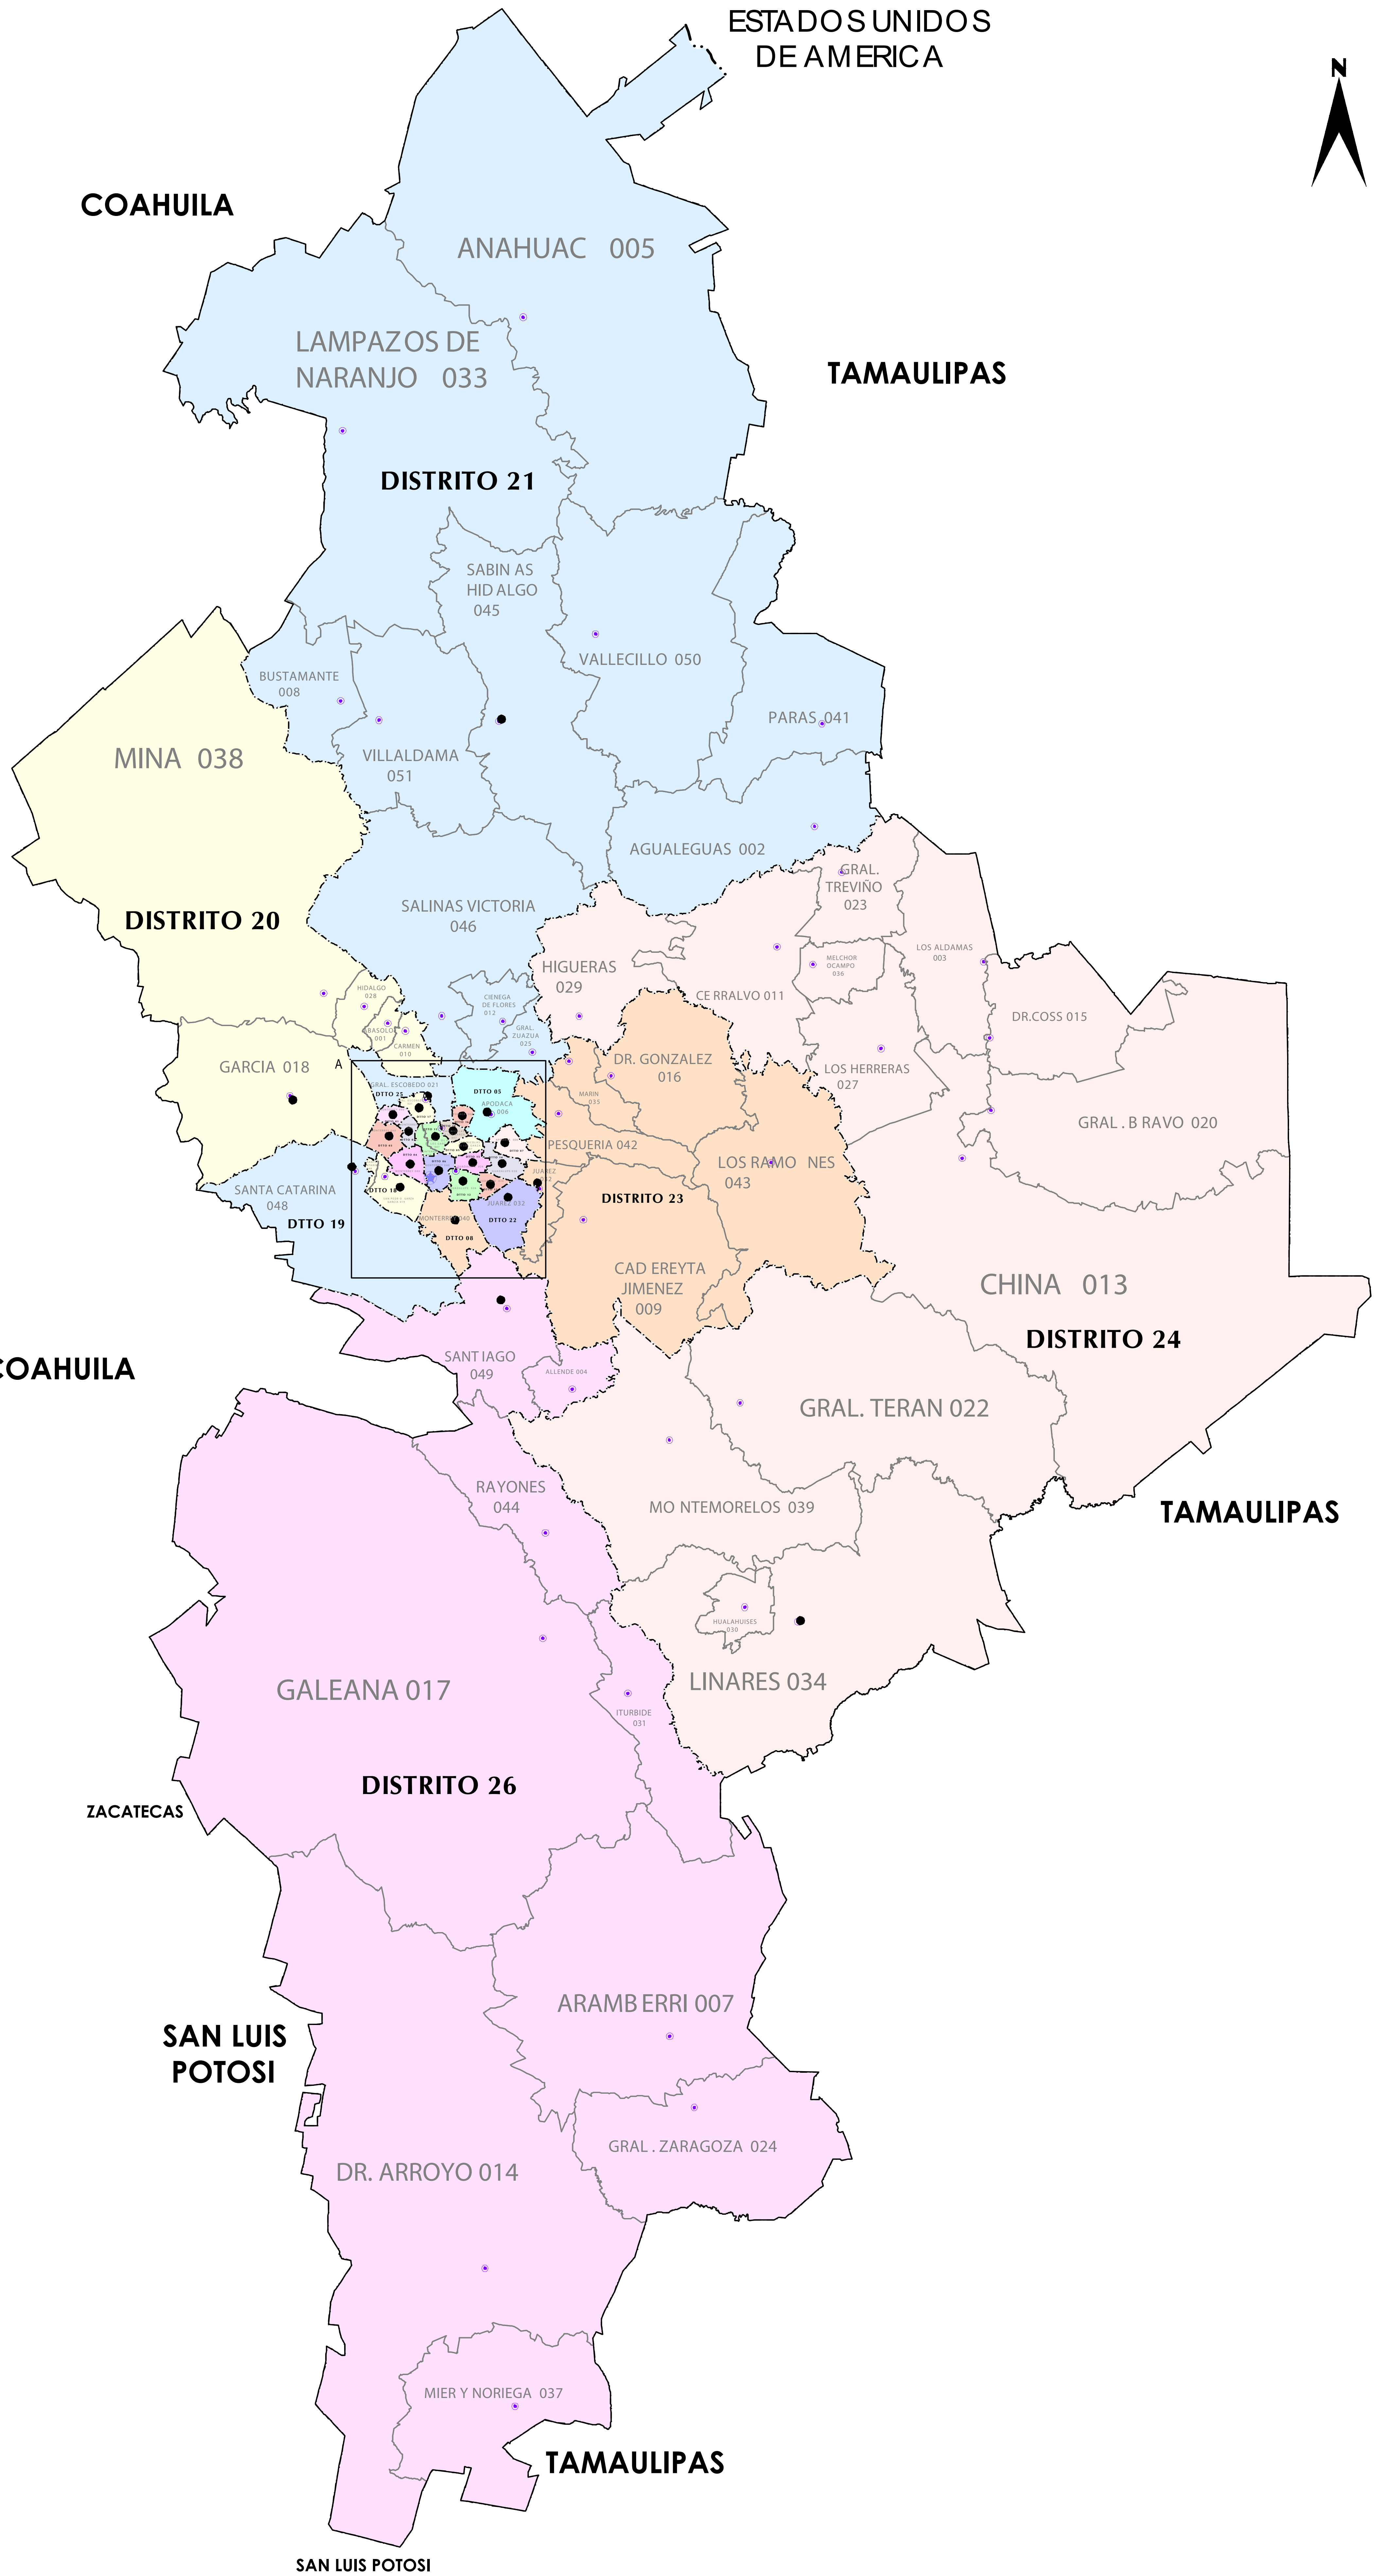 ESTADOS UNIDOS
DE AMERICA
N
COAHUILA
ANAHUAC 005
LAMPAZOS DE
NARANJO 033
TAMAULIPAS
DISTRITO 21
SABINAS
HIDALGO
045
VALLECILLO 050
BUSTAMANTE
008
PARAS 041
MINA 038
VILLALDAMA
051
AGUALEGUAS 002
GRAL.
TREVIÑO
023
DISTRITO 20
SALINAS VICTORIA
046
LOS ALDAMAS
003
HIGUERAS
029
MELCHOR
OCAMPO
036
CERRALVO 011
HIDALGO
028
CIENEGA
DE FLORES
012
DR.COSS 015
ABASOLO
001
GRAL.
ZUAZUA
025
CARMEN
010
A
GARCIA 018
DR. GONZALEZ
016
LOS HERRERAS
027
GRAL. ESCOBEDO 021
DTTO 25
DTTO 05
APODACA
006
MARIN
035
GRAL. BRAVO 020
PESQUERIA 042
LOS RAMONES
043
SANTA CATARINA
048
DTTO 18
JUAREZ
DISTRITO 23
JUAREZ 032
DTTO 19
MONTERREY 040
DTTO 22
DTTO 08
CADEREYTA
JIMENEZ
009
CHINA 013
DISTRITO 24
COAHUILA
SANTIAGO
049
ALLENDE 004
GRAL. TERAN 022
RAYONES
044
MONTEMORELOS 039
TAMAULIPAS
HUALAHUISES
030
GALEANA 017
LINARES 034
ITURBIDE
031
DISTRITO 26
ZACATECAS
ARAMBERRI 007
SAN LUIS
POTOSI
GRAL. ZARAGOZA 024
DR. ARROYO 014
MIER Y NORIEGA 037
TAMAULIPAS
SAN LUIS POTOSI